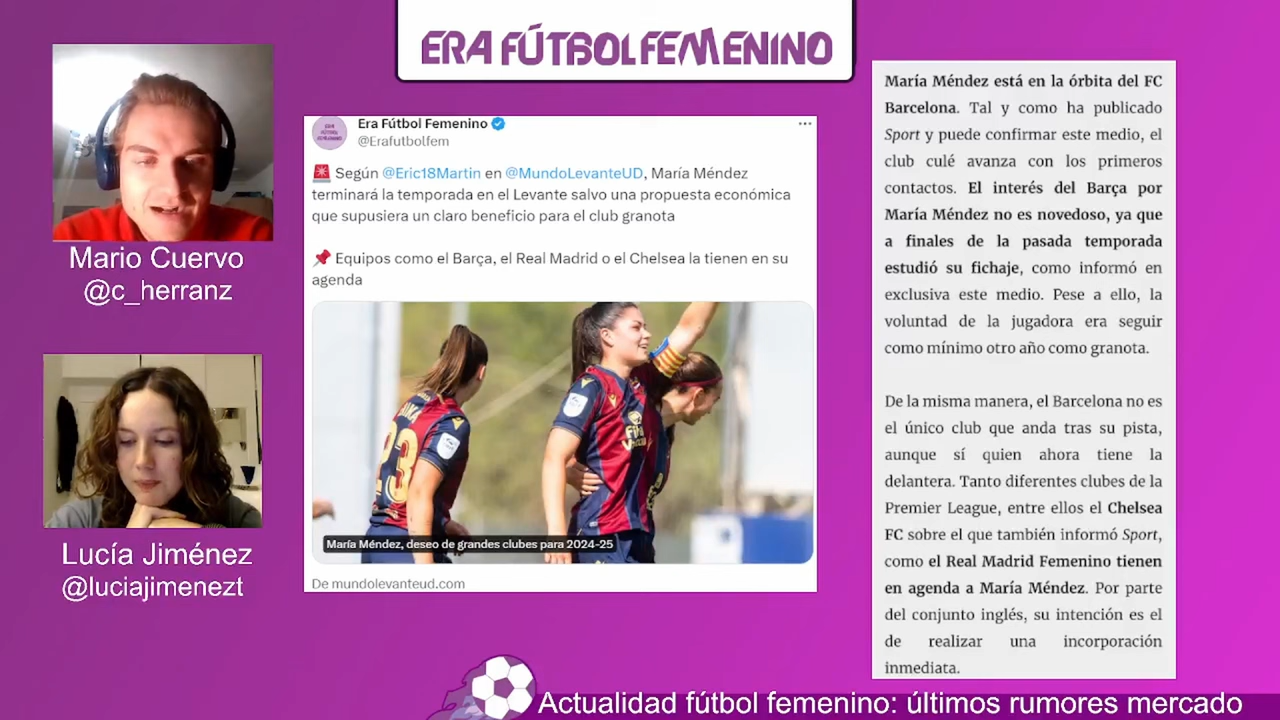 ERA FÚTBOL FEMENINO
Mario Cuervo
@c_herranz
Lucía Jiménez
@luciajimenezt
Era Fútbol Femenino
@Erafutbolfem
Según @Eric18Martin en @MundoLevanteUD, María Méndez
terminará la temporada en el Levante salvo una propuesta económica
que supusiera un claro beneficio para el club granota
Equipos como el Barça, el Real Madrid o el Chelsea la tienen en su
agenda
23
María Méndez, deseo de grandes clubes para 2024-25
De mundolevanteud.com
María Méndez está en la órbita del FC
Barcelona. Tal y como ha publicado
Sport y puede confirmar este medio, el
club culé avanza con los primeros
contactos. El interés del Barça por
María Méndez no es novedoso, ya que
a finales de la pasada temporada
estudió su fichaje, como informó en
exclusiva este medio. Pese a ello, la
voluntad de la jugadora era seguir
como mínimo otro año como granota.
De la misma manera, el Barcelona no es
el único club que anda tras su pista,
aunque sí quien ahora tiene la
delantera. Tanto diferentes clubes de la
Premier League, entre ellos el Chelsea
FC sobre el que también informó Sport,
como el Real Madrid Femenino tienen
en agenda a María Méndez. Por parte
del conjunto inglés, su intención es el
de realizar una incorporación
inmediata.
Actualidad fútbol femenino: últimos rumores mercado